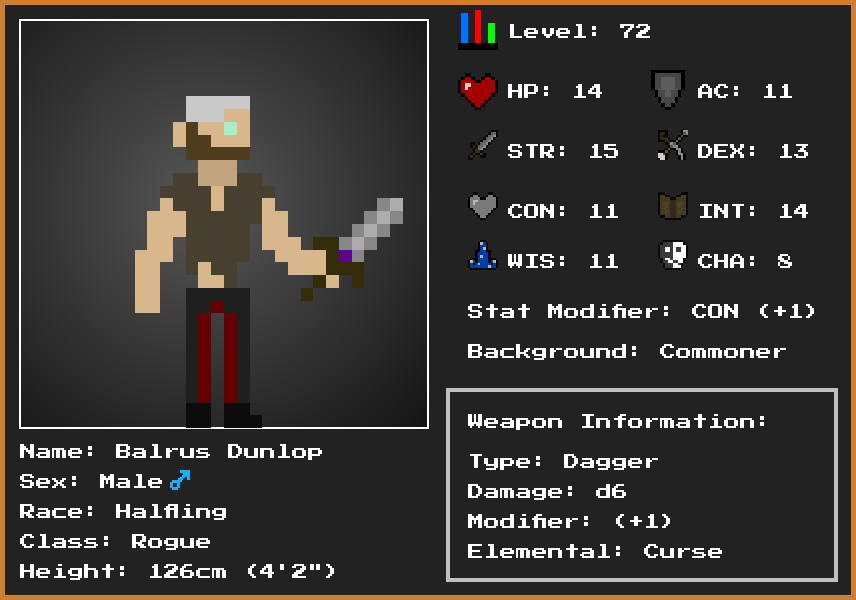 Level: 72
HP: 14 AC: 11
STR: 15 DEX: 13
CON: 11 INT: 14
WIS: 11 CHA: 8
Stat Modifier: CON (+1)
Background: Commoner
Weapon Information:
Type: Dagger
Damage: d6
Modifier: (+1)
Elemental: Curse
Name: Balrus Dunlop
Sex: Male♂
Race: Halfling
Class: Rogue
Height: 126cm (4'2")